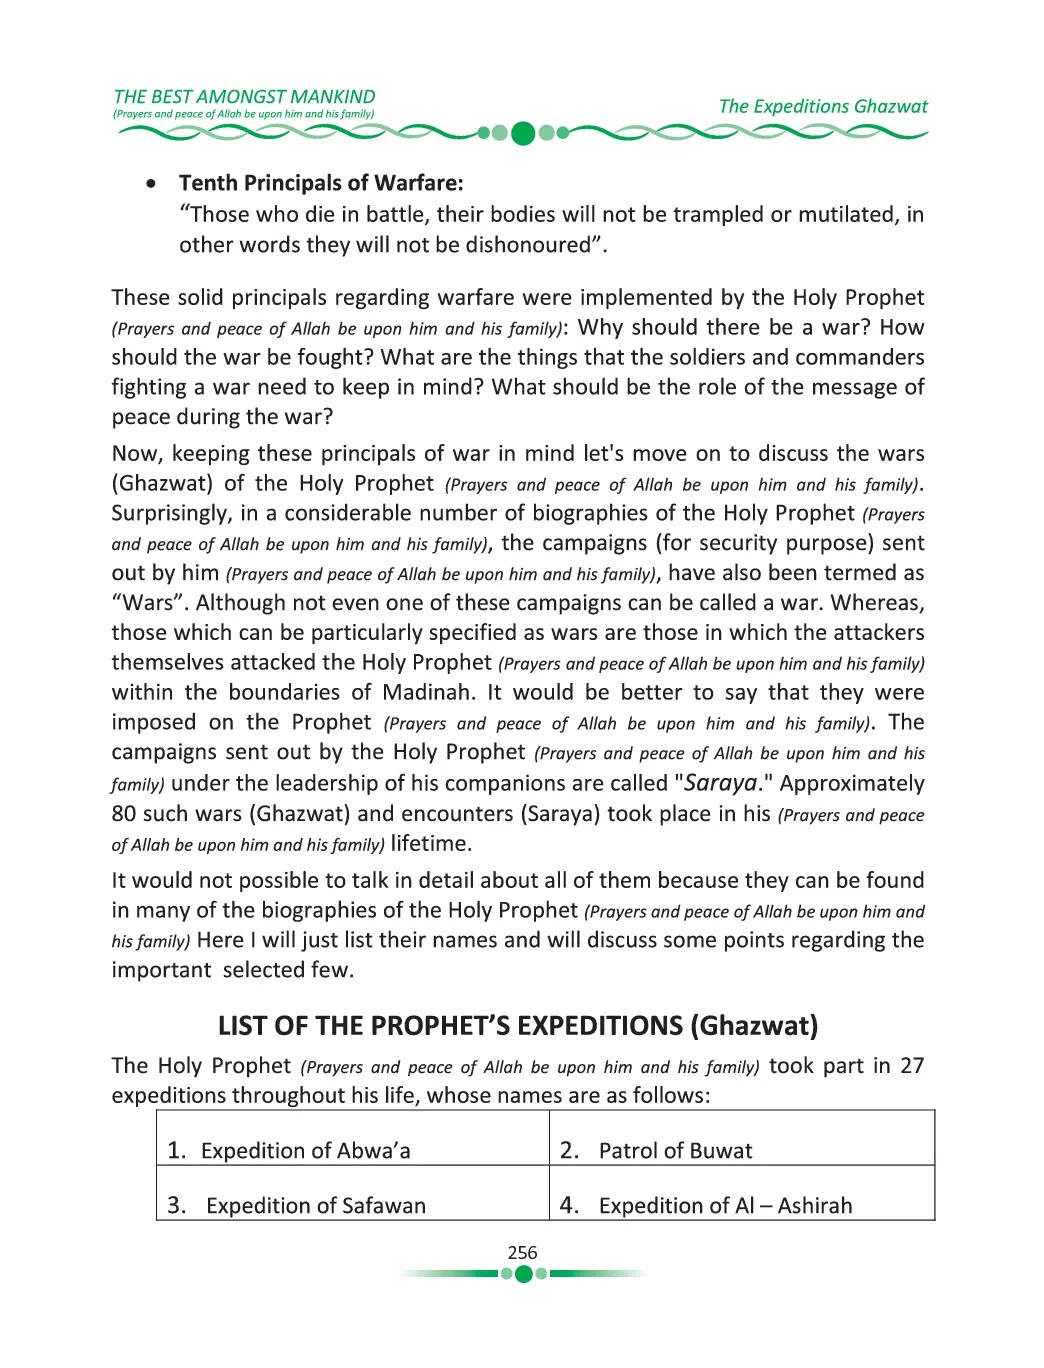 THE BEST AMONGST MANKIND
(Prayers and peace of Allah be upon him and his family)
The Expeditions Ghazwat
• Tenth Principals of Warfare:
“Those who die in battle, their bodies will not be trampled or mutilated, in
other words they will not be dishonoured”.
These solid principals regarding warfare were implemented by the Holy Prophet
(Prayers and peace of Allah be upon him and his family): Why should there be a war? How
should the war be fought? What are the things that the soldiers and commanders
fighting a war need to keep in mind? What should be the role of the message of
peace during the war?
Now, keeping these principals of war in mind let's move on to discuss the wars
(Ghazwat) of the Holy Prophet (Prayers and peace of Allah be upon him and his family).
Surprisingly, in a considerable number of biographies of the Holy Prophet (Prayers
and peace of Allah be upon him and his family), the campaigns (for security purpose) sent
out by him (Prayers and peace of Allah be upon him and his family), have also been termed as
“Wars”. Although not even one of these campaigns can be called a war. Whereas,
those which can be particularly specified as wars are those in which the attackers
themselves attacked the Holy Prophet (Prayers and peace of Allah be upon him and his family)
within the boundaries of Madinah. It would be better to say that they were
imposed on the Prophet (Prayers and peace of Allah be upon him and his family). The
campaigns sent out by the Holy Prophet (Prayers and peace of Allah be upon him and his
family) under the leadership of his companions are called "Saraya." Approximately
80 such wars (Ghazwat) and encounters (Saraya) took place in his (Prayers and peace
of Allah be upon him and his family) lifetime.
It would not possible to talk in detail about all of them because they can be found
in many of the biographies of the Holy Prophet (Prayers and peace of Allah be upon him and
his family) Here I will just list their names and will discuss some points regarding the
important selected few.
LIST OF THE PROPHET’S EXPEDITIONS (Ghazwat)
The Holy Prophet (Prayers and peace of Allah be upon him and his family) took part in 27
expeditions throughout his life, whose names are as follows:
1. Expedition of Abwa’a
2. Patrol of Buwat
3. Expedition of Safawan
4. Expedition of Al – Ashirah
256